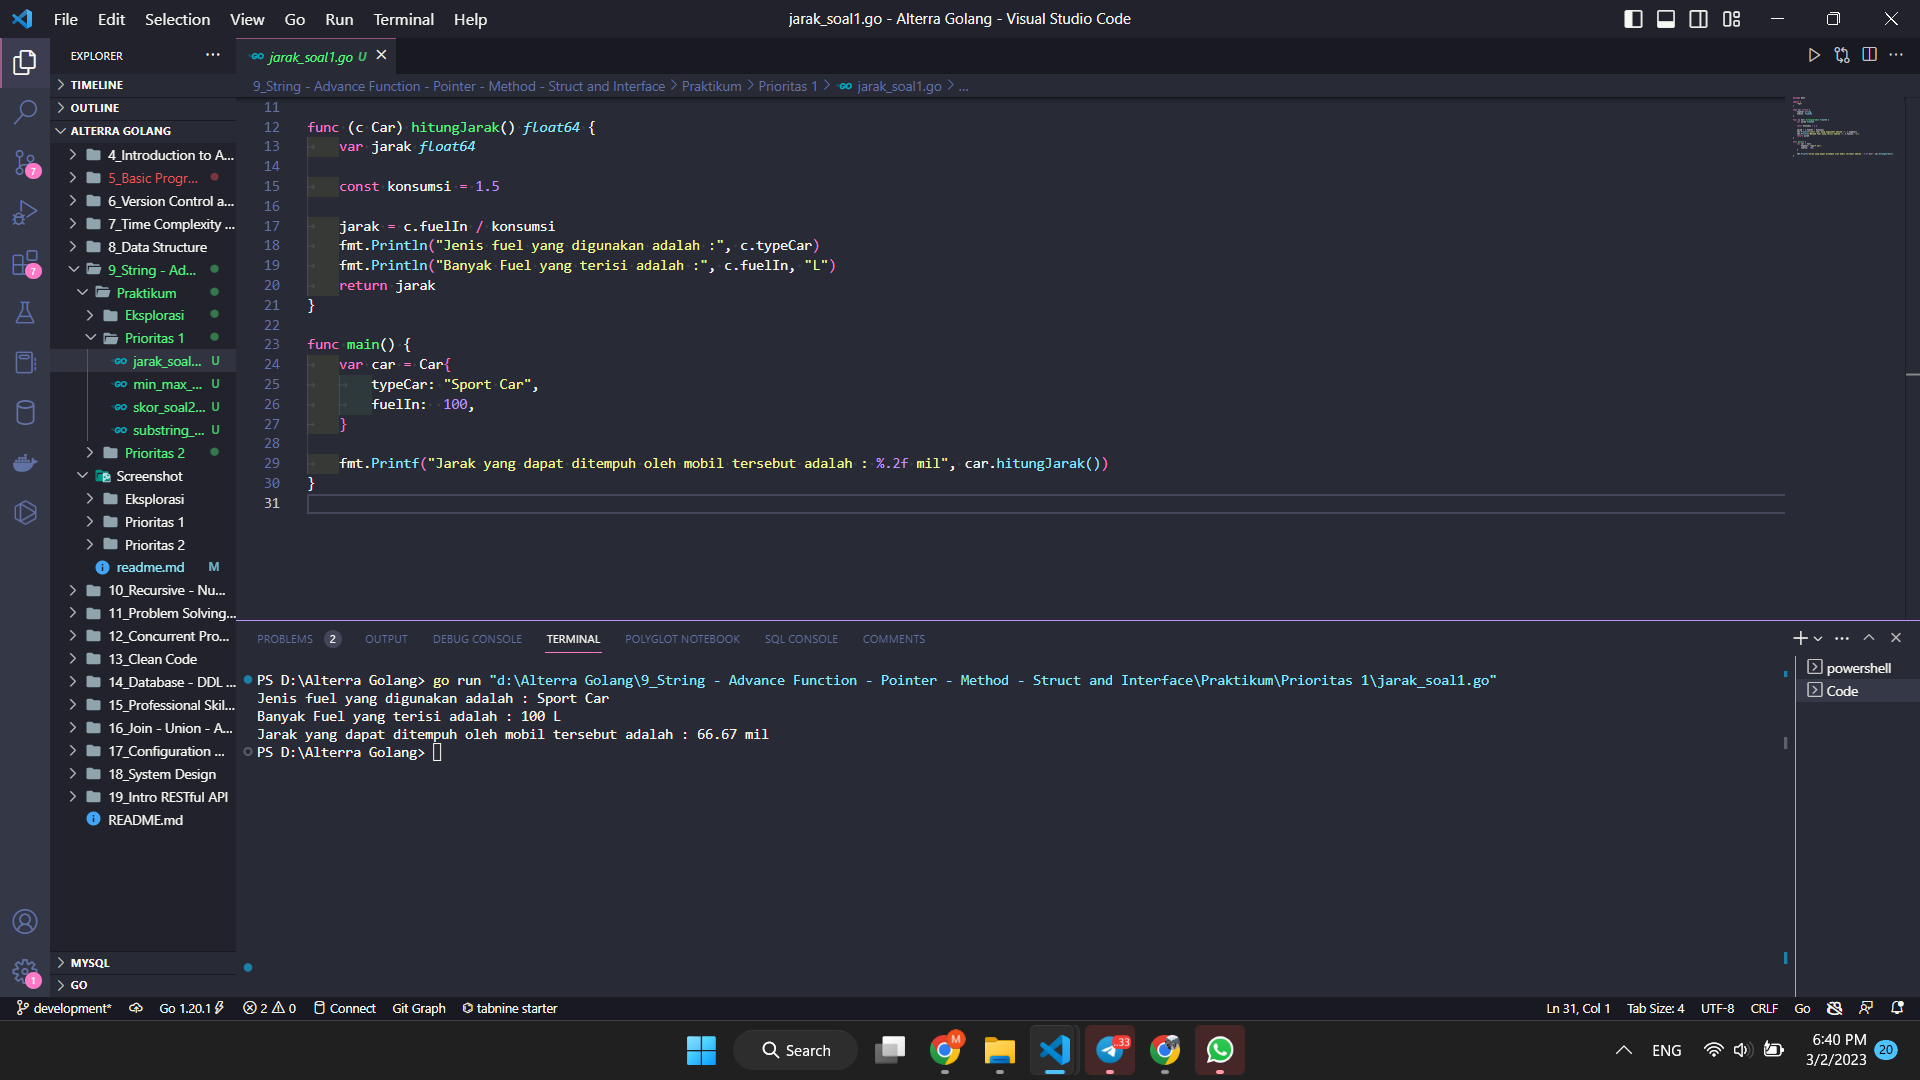 File Edit Selection View Go Run Terminal Help
jarak_soal1.go - Alterra Golang - Visual Studio Code
EXPLORER
TIMELINE
OUTLINE
ALTERRA GOLANG
4_Introduction to A...
5_Basic Progr...
6_Version Control a...
7_Time Complexity ...
8_Data Structure
9_String - Ad...
Praktikum
Eksplorasi
Prioritas 1
jarak_soal... U
min_max_... U
skor_soal2... U
substring_... U
Prioritas 2
Screenshot
Eksplorasi
Prioritas 1
Prioritas 2
readme.md M
10_Recursive - Nu...
11_Problem Solving...
12_Concurrent Pro...
13_Clean Code
14_Database - DDL ...
15_Professional Skil...
16_Join - Union - A...
17_Configuration ...
18_System Design
19_Intro RESTful API
README.md
MYSQL
GO
7
7
1
jarak_soal1.go U
9_String - Advance Function - Pointer - Method - Struct and Interface > Praktikum > Prioritas 1 > jarak_soal1.go > ...
11
12 func (c Car) hitungJarak() float64 {
13 var jarak float64
14
15 const konsumsi = 1.5
16
17 jarak = c.fuelIn / konsumsi
18 fmt.Println("Jenis fuel yang digunakan adalah :", c.typeCar)
19 fmt.Println("Banyak Fuel yang terisi adalah :", c.fuelIn, "L")
20 return jarak
21 }
22
23 func main() {
24 var car = Car{
25 typeCar: "Sport Car",
26 fuelIn: 100,
27 }
28
29 fmt.Printf("Jarak yang dapat ditempuh oleh mobil tersebut adalah : %.2f mil", car.hitungJarak())
30 }
31
PROBLEMS 2 OUTPUT DEBUG CONSOLE TERMINAL POLYGLOT NOTEBOOK SQL CONSOLE COMMENTS
PS D:\Alterra Golang> go run "d:\Alterra Golang\9_String - Advance Function - Pointer - Method - Struct and Interface\Praktikum\Prioritas 1\jarak_soal1.go"
Jenis fuel yang digunakan adalah : Sport Car
Banyak Fuel yang terisi adalah : 100 L
Jarak yang dapat ditempuh oleh mobil tersebut adalah : 66.67 mil
PS D:\Alterra Golang>
powershell
Code
development* Go 1.20.1 2 0 Connect Git Graph tabnine starter
Ln 31, Col 1 Tab Size: 4 UTF-8 CRLF Go
Search
M
33
ENG
6:40 PM
3/2/2023
20